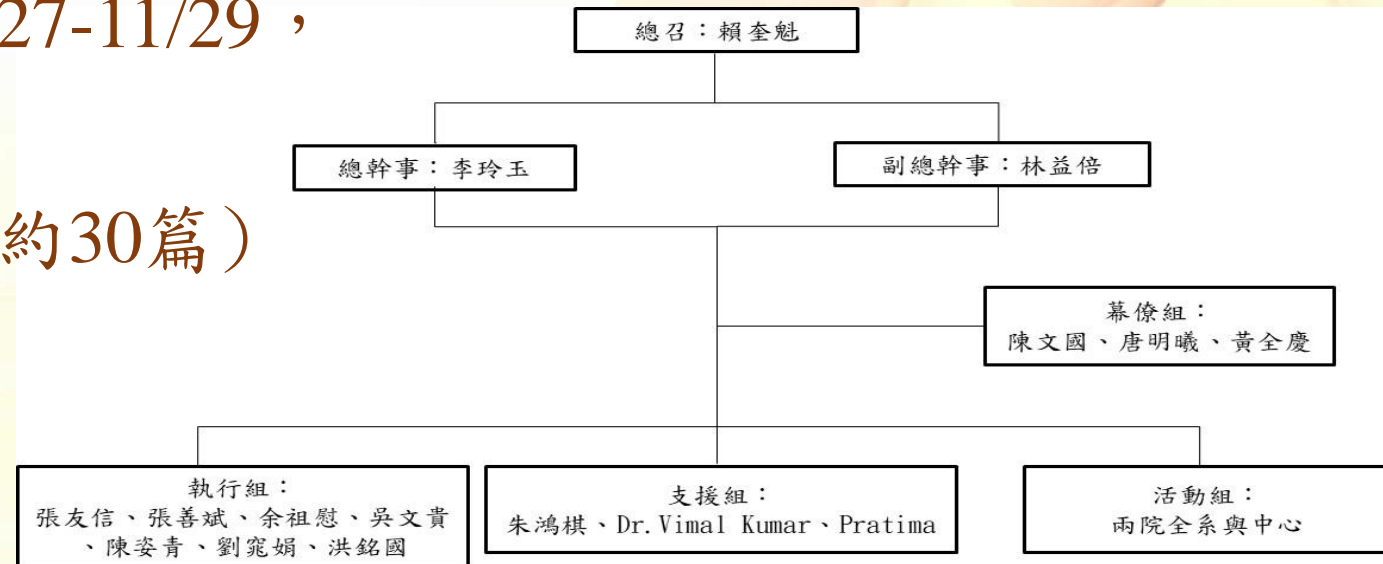 27-11/29，
約30篇）
總召：賴奎魁
總幹事：李玲玉
副總幹事：林益倍
幕僚組：
陳文國、唐明曦、黃全慶
執行組：
張友信、張善斌、余祖慰、吳文貴
、陳姿青、劉窕娟、洪銘國
支援組：
朱鴻棋、Dr.Vimal Kumar、Pratima
活動組：
兩院全系與中心